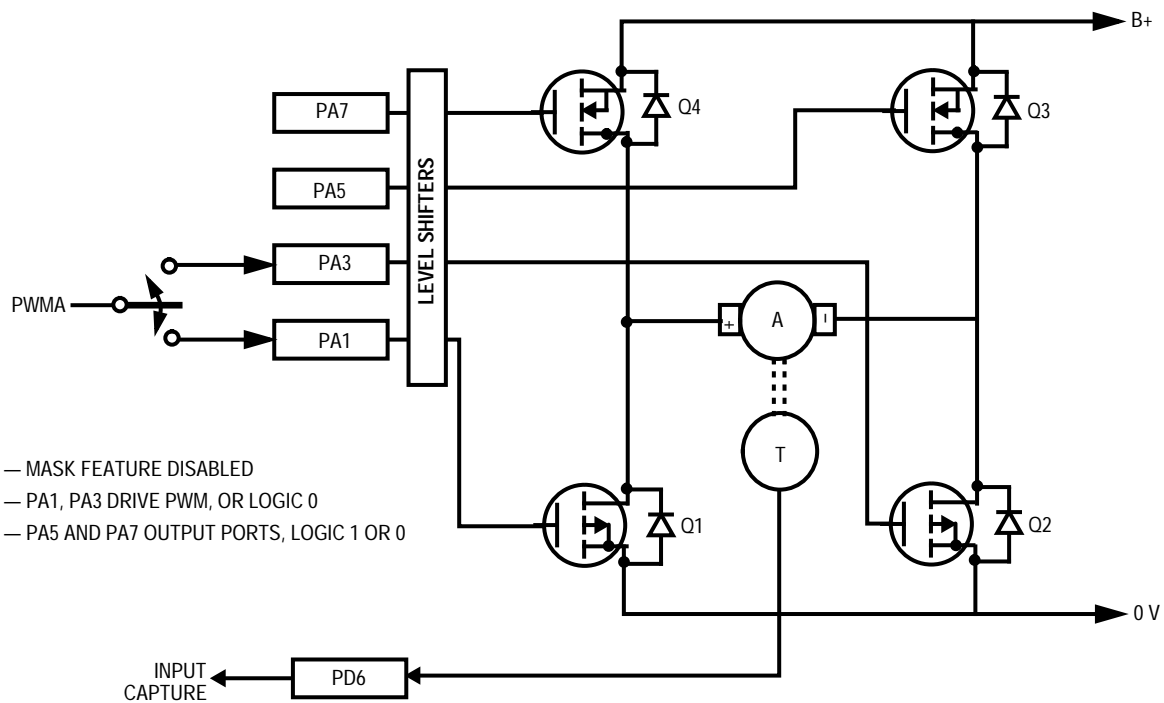 B+
PA7
Q4
Q3
PA5
LEVEL SHIFTERS
PA3
PWMA
PA1
+
A
-
T
— MASK FEATURE DISABLED
— PA1, PA3 DRIVE PWM, OR LOGIC 0
— PA5 AND PA7 OUTPUT PORTS, LOGIC 1 OR 0
Q1
Q2
0 V
INPUT
CAPTURE
PD6